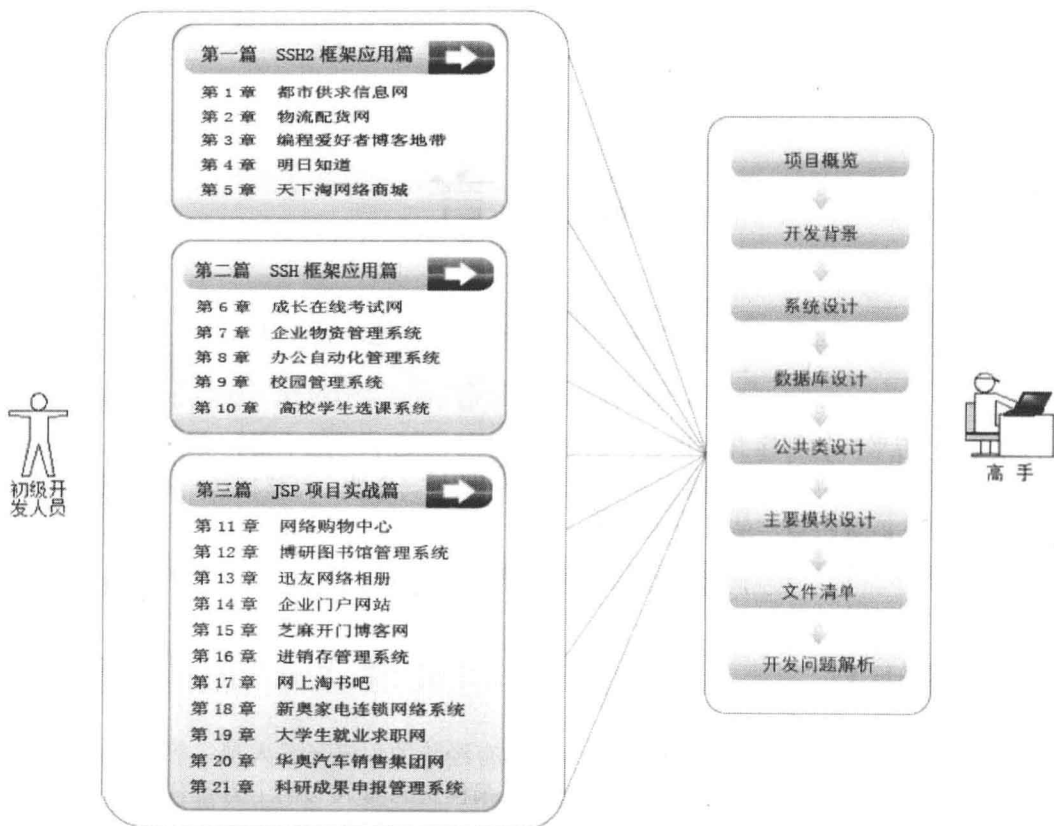 第一篇 SSH2 框架应用篇
第 1 章 都市供求信息网
第 2 章 物流配货网
第 3 章 编程爱好者博客地带
第 4 章 明日知道
第 5 章 天下淘网络商城
第二篇 SSH 框架应用篇
第 6 章 成长在线考试网
第 7 章 企业物资管理系统
第 8 章 办公自动化管理系统
第 9 章 校园管理系统
第 10 章 高校学生选课系统
第三篇 JSP 项目实战篇
第 11 章 网络购物中心
第 12 章 博研图书馆管理系统
第 13 章 迅友网络相册
第 14 章 企业门户网站
第 15 章 芝麻开门博客网
第 16 章 进销存管理系统
第 17 章 网上淘书吧
第 18 章 新奥家电连锁网络系统
第 19 章 大学生就业求职网
第 20 章 华奥汽车销售集团网
第 21 章 科研成果申报管理系统
初级开
发人员
项目概览
开发背景
系统设计
数据库设计
公共类设计
主要模块设计
文件清单
开发问题解析
高 手